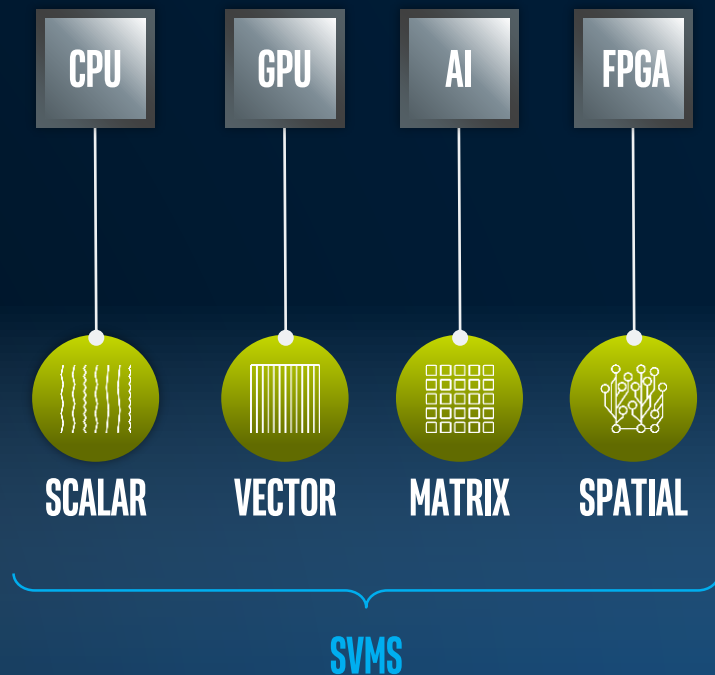 CPU
GPU
AI
FPGA
SCALAR
VECTOR
MATRIX
SPATIAL
SVMS